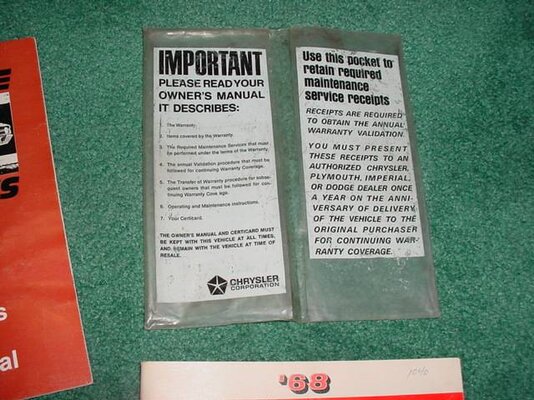 IMPORTANT
PLEASE READ YOUR
OWNER'S MANUAL
IT DESCRIBES:
1. The Warranty.
2. Items covered by the Warranty.
3. The Required Maintenance Services that must
be performed under the terms of the Warranty.
4. The annual Validation procedure that must be
followed for continuing Warranty Coverage.
5. The Transfer of Warranty procedure for subse-
quent owners that must be followed for con-
tinuing Warranty Coverage.
6. Operating and Maintenance instructions.
7. Your Certicard.
THE OWNER'S MANUAL AND CERTICARD MUST
BE KEPT WITH THIS VEHICLE AT ALL TIMES,
AND REMAIN WITH THE VEHICLE AT TIME OF
RESALE.
CHRYSLER
CORPORATION
Use this pocket to
retain required
maintenance
service receipts
RECEIPTS ARE REQUIRED
TO OBTAIN THE ANNUAL
WARRANTY VALIDATION.
YOU MUST PRESENT
THESE RECEIPTS TO AN
AUTHORIZED CHRYSLER,
PLYMOUTH, IMPERIAL
OR DODGE DEALER ONCE
A YEAR ON THE ANNI-
VERSARY OF DELIVERY
OF THE VEHICLE TO THE
ORIGINAL PURCHASER
FOR CONTINUING WAR-
RANTY COVERAGE.
'68